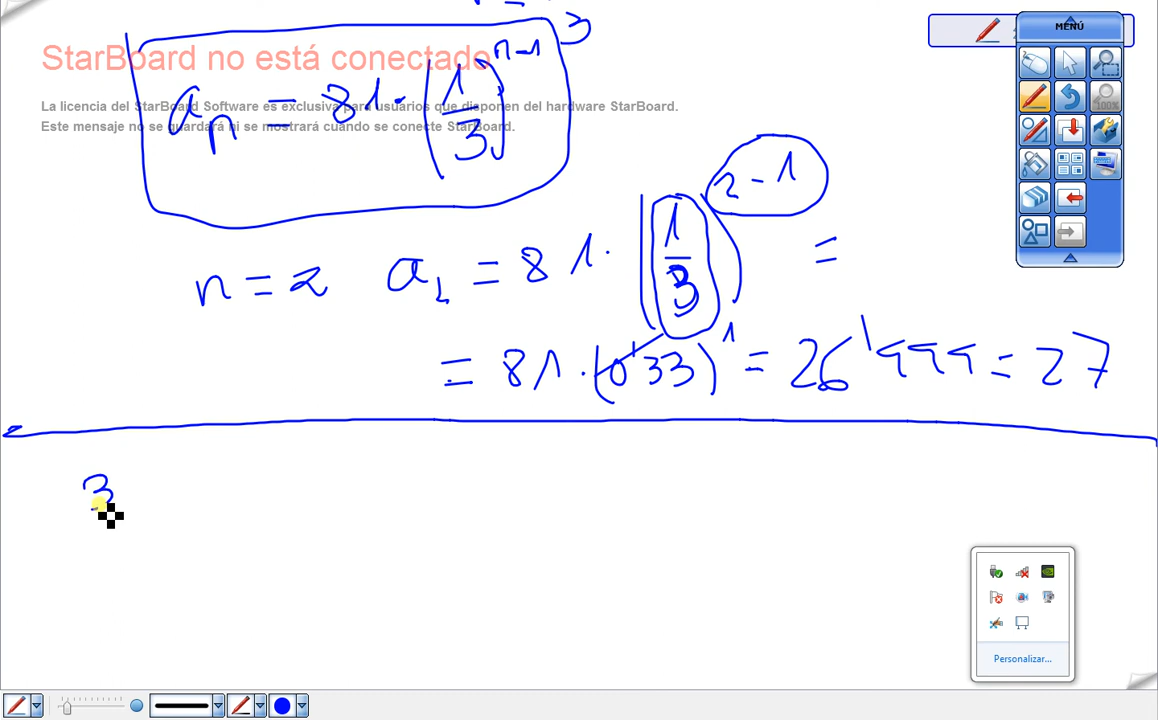 3
MENÚ
StarBoard no está conectado
La licencia del StarBoard Software es exclusiva para usuarios que disponen del hardware StarBoard.
Este mensaje no se guardará ni se mostrará cuando se conecte StarBoard.
100%
aₙ = 81 · (1/3)ⁿ⁻¹
n = 2 a₂ = 81 · (1/3)²⁻¹ =
= 81 · (0'33)¹ = 26'999 = 27
3
Personalizar...